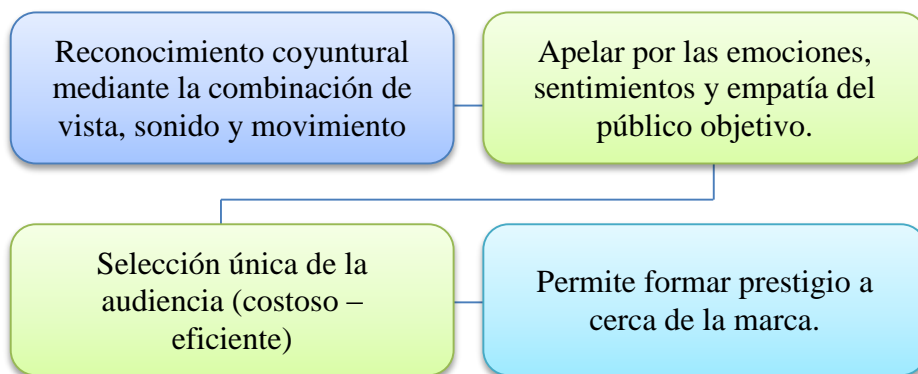 Reconocimiento coyuntural
mediante la combinación de
vista, sonido y movimiento
Apelar por las emociones,
sentimientos y empatía del
público objetivo.
Selección única de la
audiencia (costoso –
eficiente)
Permite formar prestigio a
cerca de la marca.